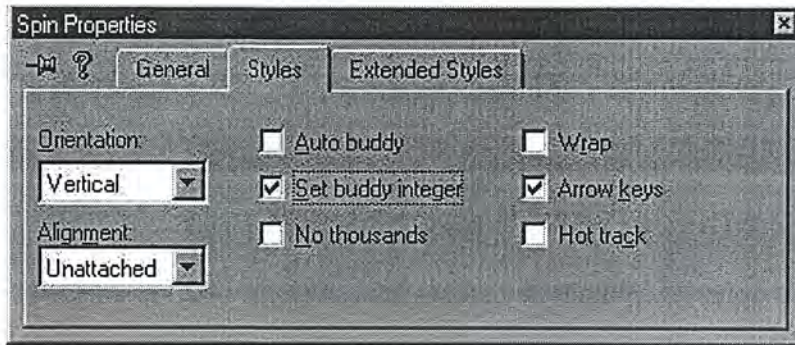 Spin Properties
General Styles Extended Styles
Orientation:
Vertical
Alignment:
Unattached
Auto buddy
Set buddy integer
No thousands
Wrap
Arrow keys
Hot track